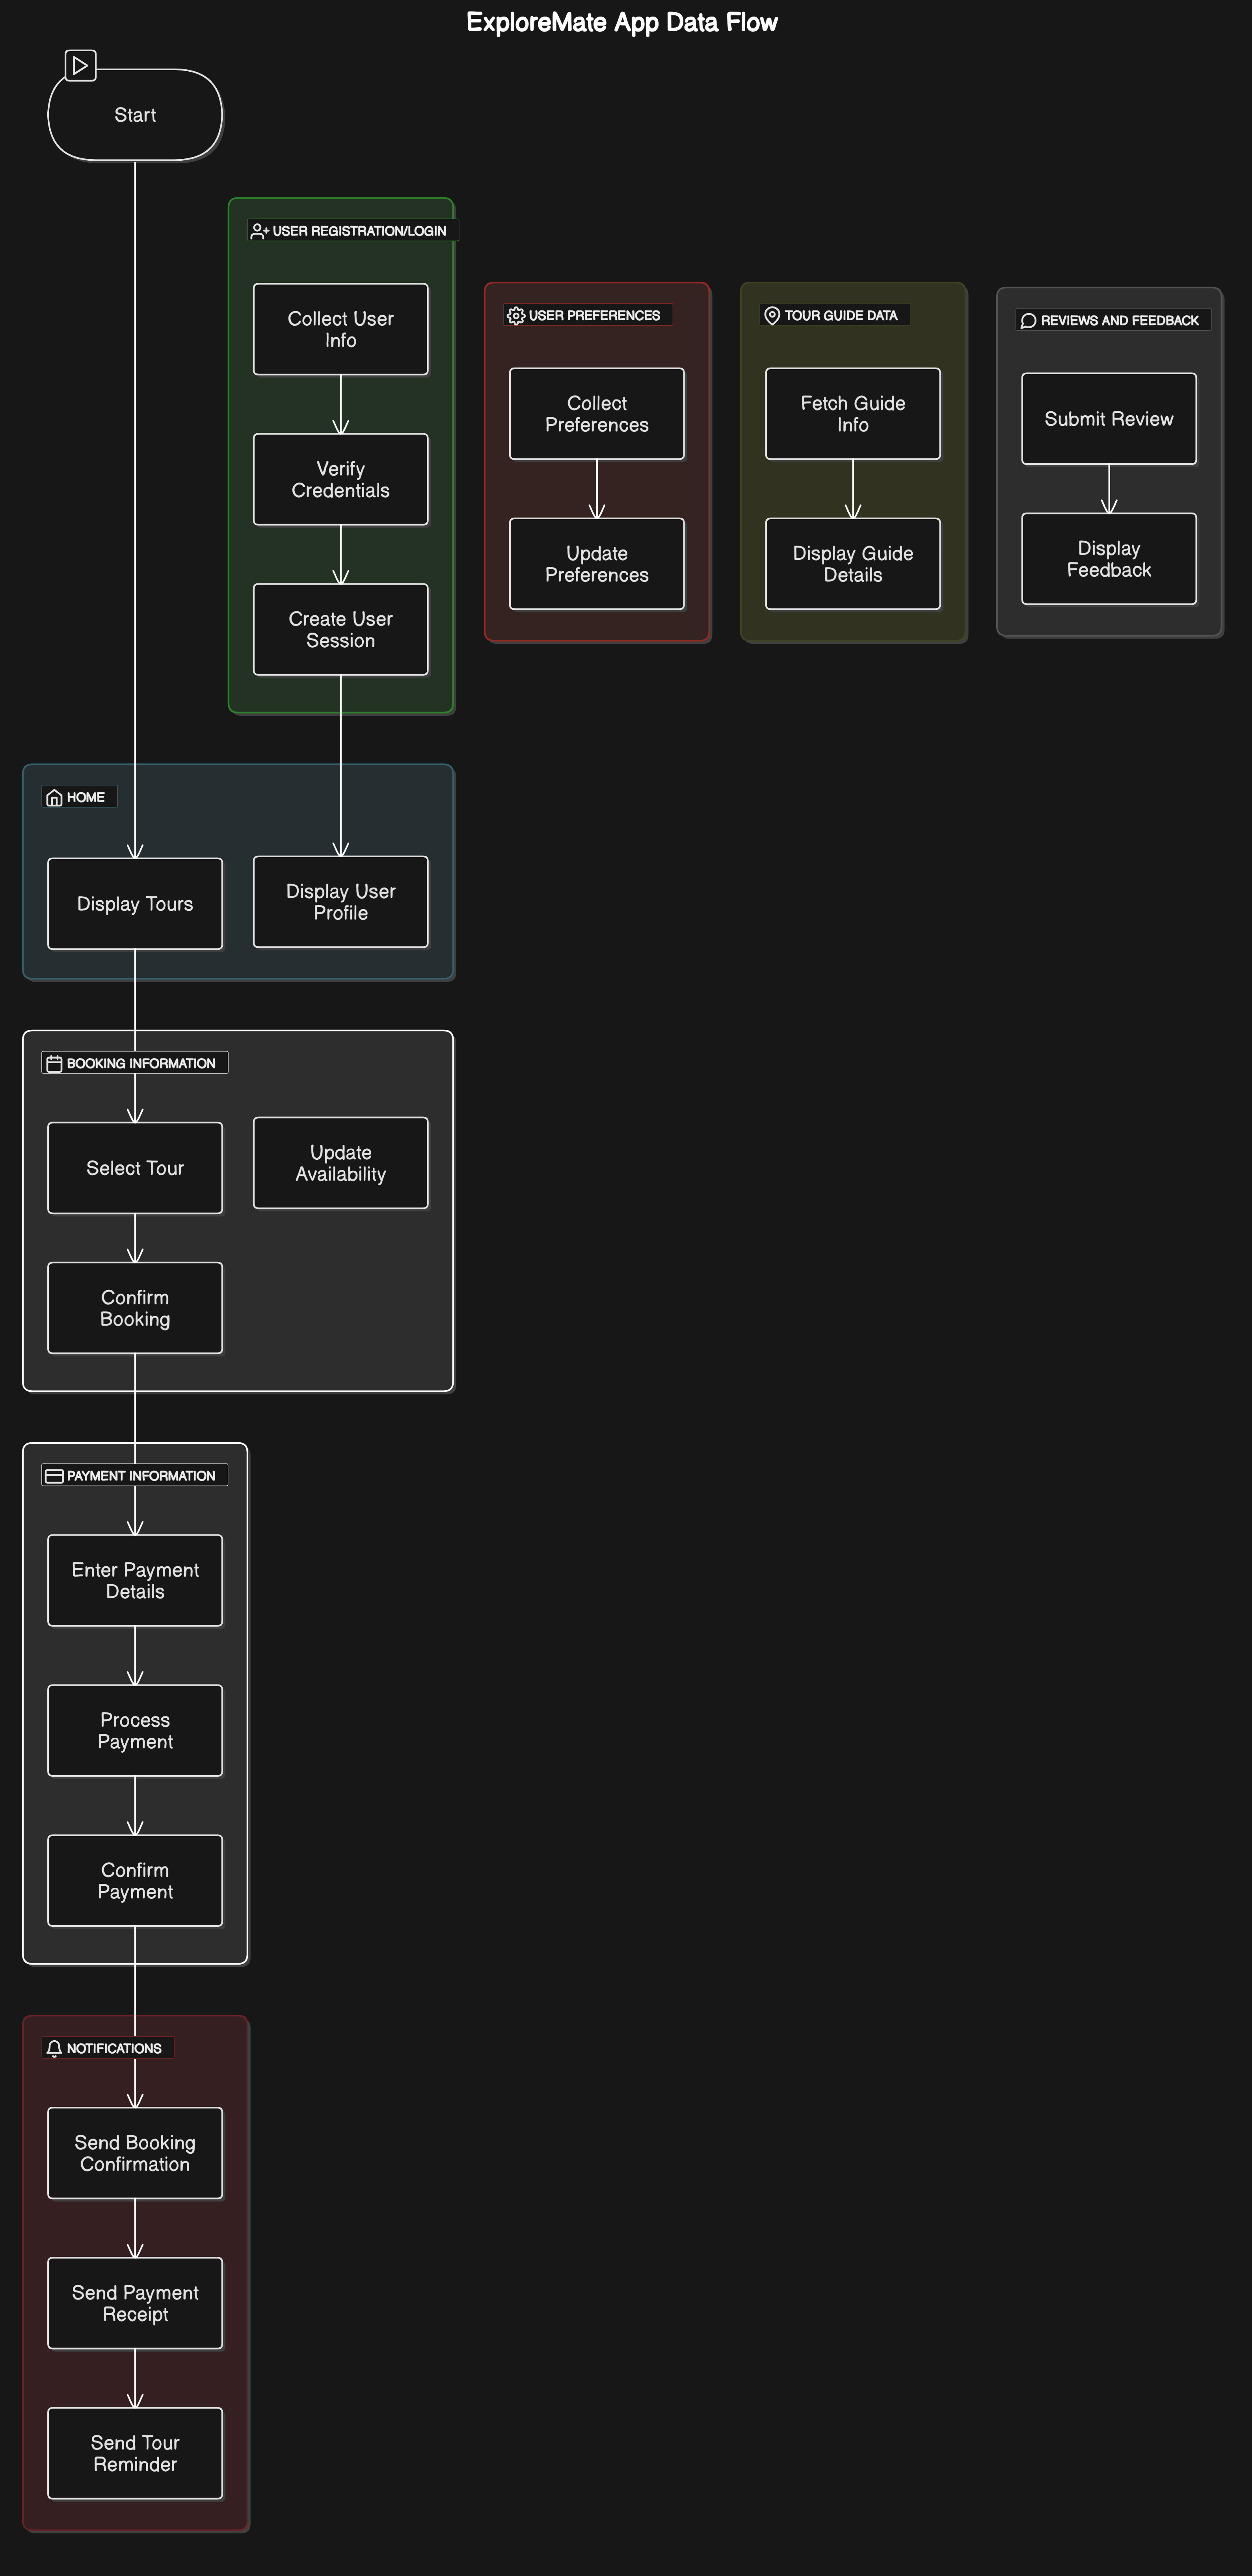 ExploreMate App Data Flow
Start
USER REGISTRATION/LOGIN
Collect User
Info
Verify
Credentials
Create User
Session
USER PREFERENCES
Collect
Preferences
Update
Preferences
TOUR GUIDE DATA
Fetch Guide
Info
Display Guide
Details
REVIEWS AND FEEDBACK
Submit Review
Display
Feedback
HOME
Display Tours
Display User
Profile
BOOKING INFORMATION
Select Tour
Update
Availability
Confirm
Booking
PAYMENT INFORMATION
Enter Payment
Details
Process
Payment
Confirm
Payment
NOTIFICATIONS
Send Booking
Confirmation
Send Payment
Receipt
Send Tour
Reminder